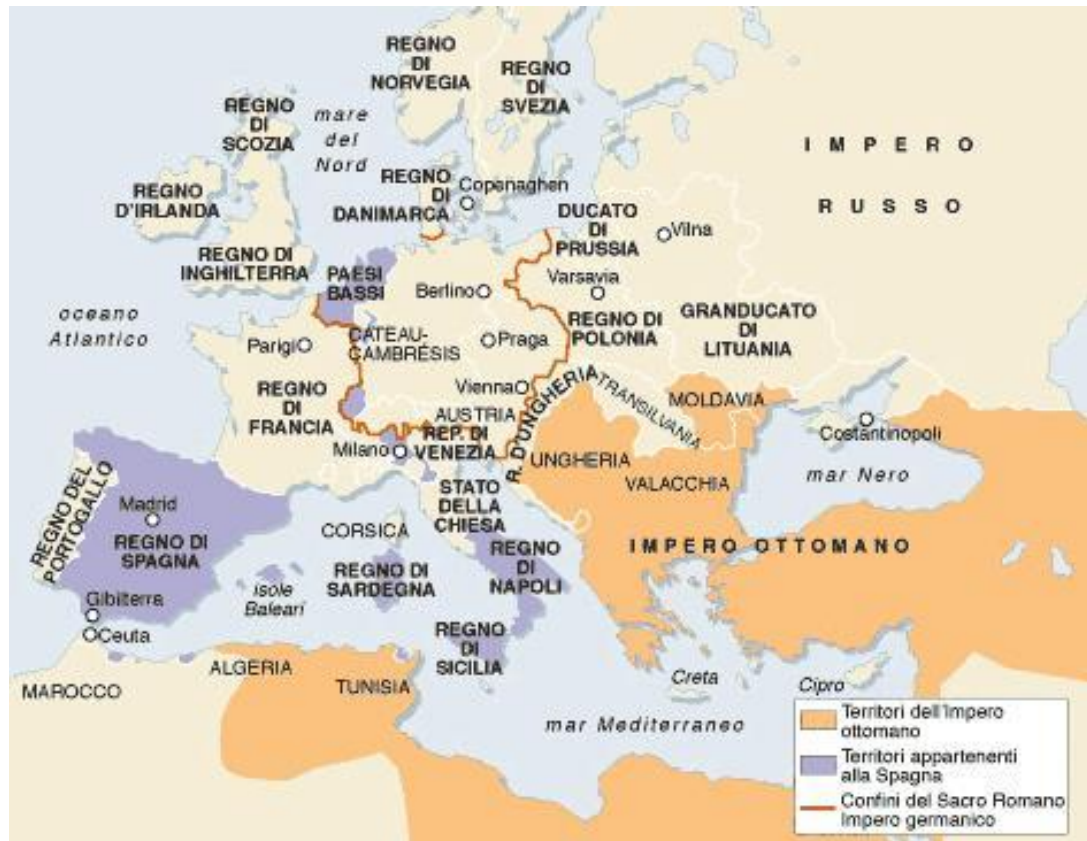 REGNO
DI
NORVEGIA
REGNO
DI
SVEZIA
REGNO
DI
SCOZIA
mare
del
Nord
IMPERO
RUSSO
REGNO
D'IRLANDA
REGNO
DI
DANIMARCA
Copenaghen
DUCATO
DI
PRUSSIA
Vilna
REGNO DI
INGHILTERRA
PAESI
BASSI
Berlino
Varsavia
GRANDUCATO
DI
LITUANIA
oceano
Atlantico
REGNO DI
POLONIA
Parigi
CATEAU-
CAMBRÉSIS
Praga
REGNO
DI
FRANCIA
Vienna
AUSTRIA
R. D'UNGHERIA
TRANSILVANIA
MOLDAVIA
Costantinopoli
Milano
REP. DI
VENEZIA
UNGHERIA
VALACCHIA
mar Nero
REGNO DEL
PORTOGALLO
Madrid
REGNO DI
SPAGNA
CORSICA
STATO
DELLA
CHIESA
IMPERO OTTOMANO
REGNO
DI
NAPOLI
isole
Baleari
REGNO DI
SARDEGNA
Gibilterra
Ceuta
REGNO
DI
SICILIA
MAROCCO
ALGERIA
TUNISIA
Creta
Cipro
mar Mediterraneo
Territori dell'Impero
ottomano
Territori appartenenti
alla Spagna
Confini del Sacro Romano
Impero germanico